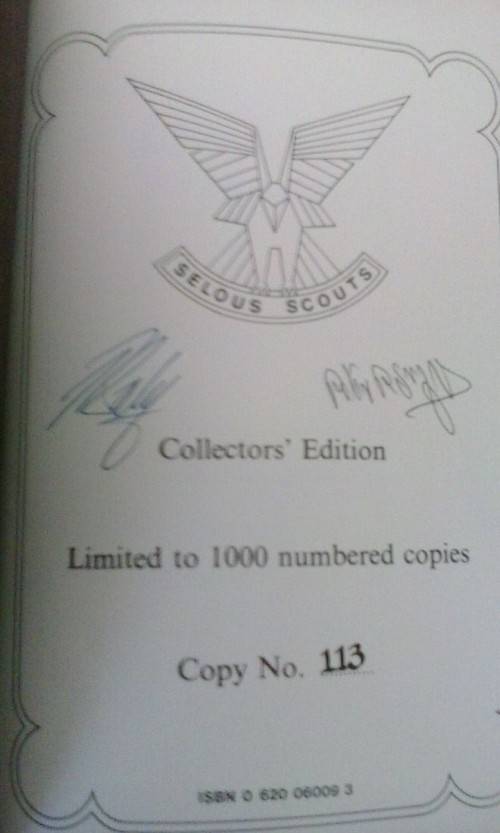 SELOUS SCOUTS
Collectors' Edition
Limited to 1000 numbered copies
Copy No. 113
ISBN 0 620 06009 3